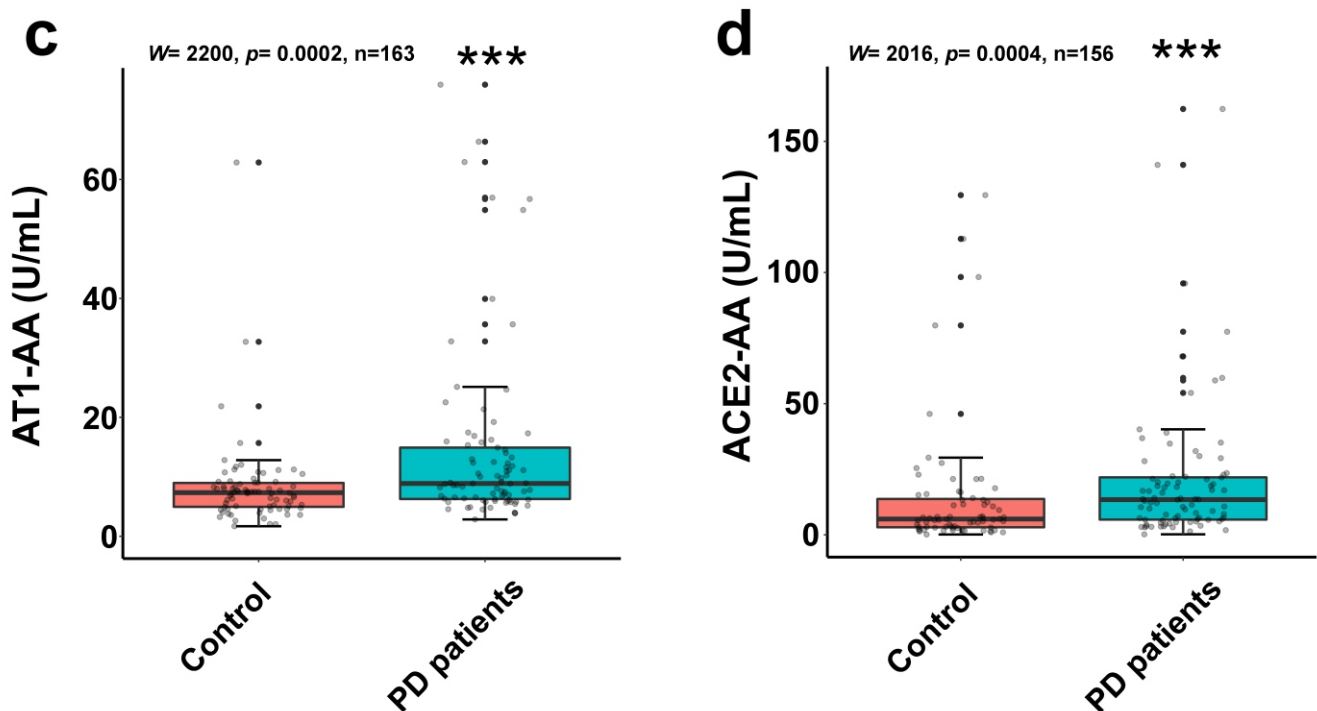 c
W= 2200, p= 0.0002, n=163
***
AT1-AA (U/mL)
60
40
20
0
Control
PD patients
d
W= 2016, p= 0.0004, n=156
***
ACE2-AA (U/mL)
150
100
50
0
Control
PD patients